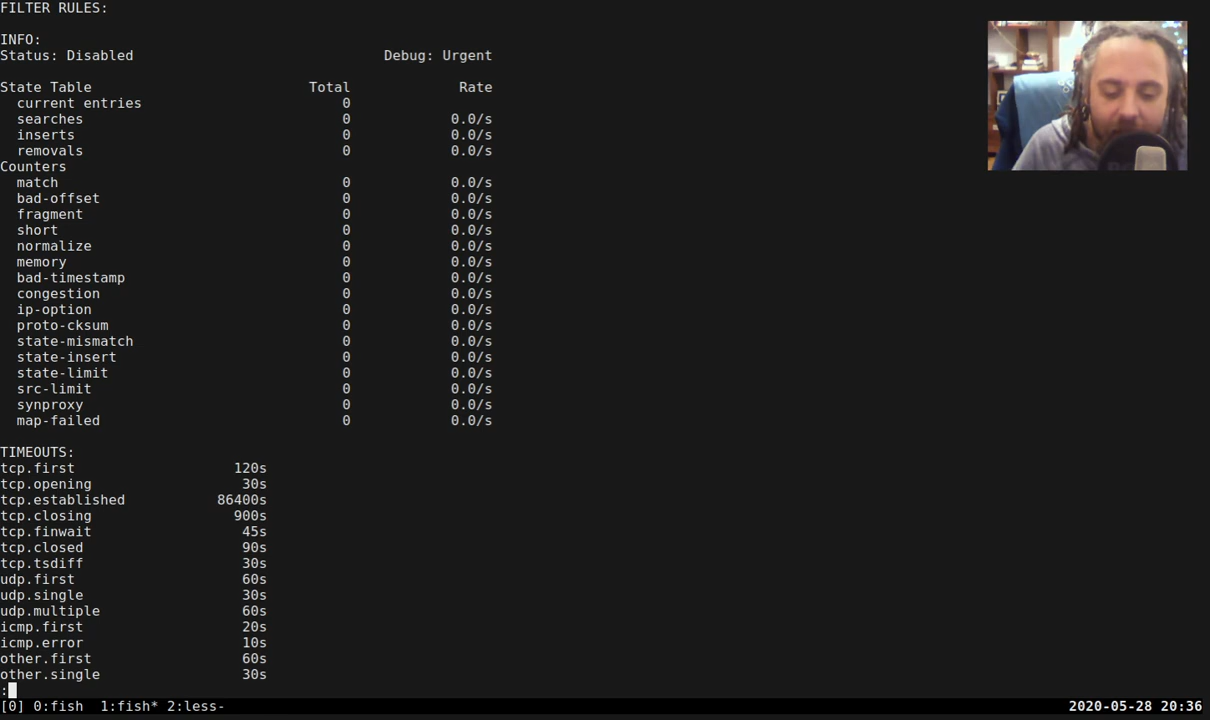 FILTER RULES:
INFO:
Status: Disabled Debug: Urgent
State Table Total Rate
current entries 0
searches 0 0.0/s
inserts 0 0.0/s
removals 0 0.0/s
Counters
match 0 0.0/s
bad-offset 0 0.0/s
fragment 0 0.0/s
short 0 0.0/s
normalize 0 0.0/s
memory 0 0.0/s
bad-timestamp 0 0.0/s
congestion 0 0.0/s
ip-option 0 0.0/s
proto-cksum 0 0.0/s
state-mismatch 0 0.0/s
state-insert 0 0.0/s
state-limit 0 0.0/s
src-limit 0 0.0/s
synproxy 0 0.0/s
map-failed 0 0.0/s
TIMEOUTS:
tcp.first 120s
tcp.opening 30s
tcp.established 86400s
tcp.closing 900s
tcp.finwait 45s
tcp.closed 90s
tcp.tsdiff 30s
udp.first 60s
udp.single 30s
udp.multiple 60s
icmp.first 20s
icmp.error 10s
other.first 60s
other.single 30s
:
[0] 0:fish 1:fish* 2:less- 2020-05-28 20:36